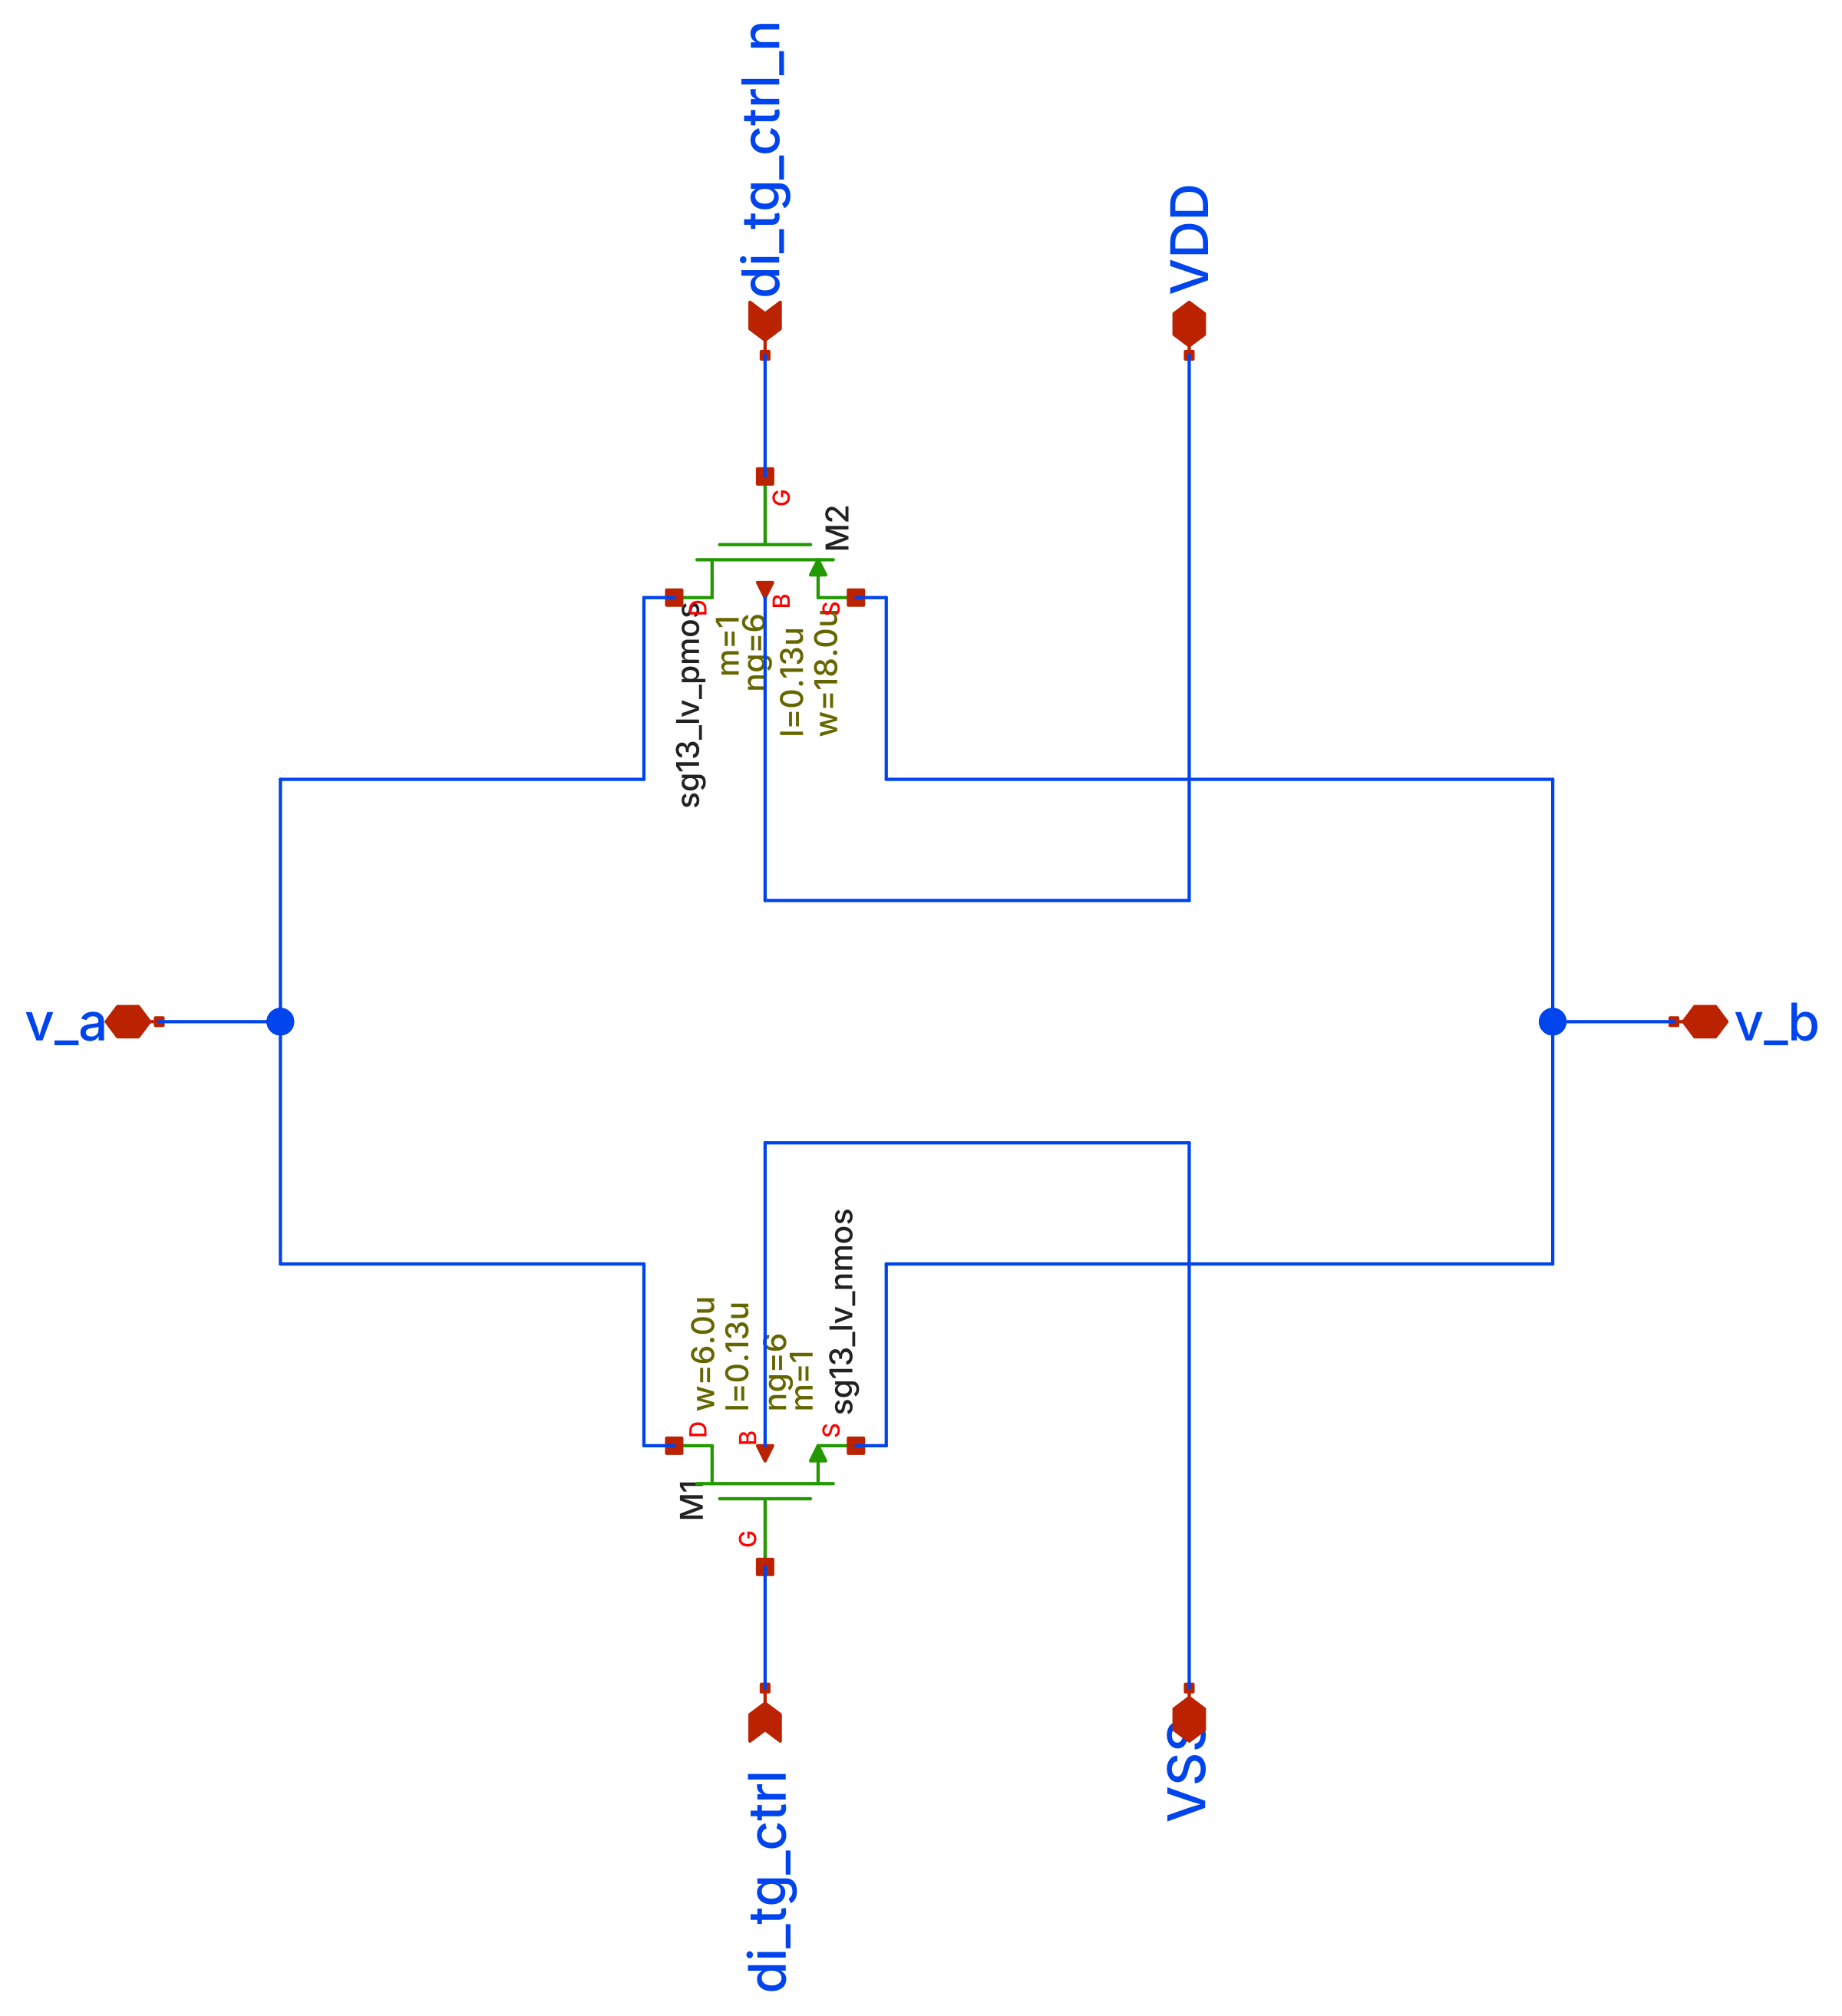 di_tg_ctrl_n
VDD
G
M2
D
B
S
sg13_lv_pmos
m=1
ng=6
l=0.13u
w=18.0u
v_a
v_b
w=6.0u
l=0.13u
ng=6
m=1
sg13_lv_nmos
D
B
S
M1
G
di_tg_ctrl
VSS